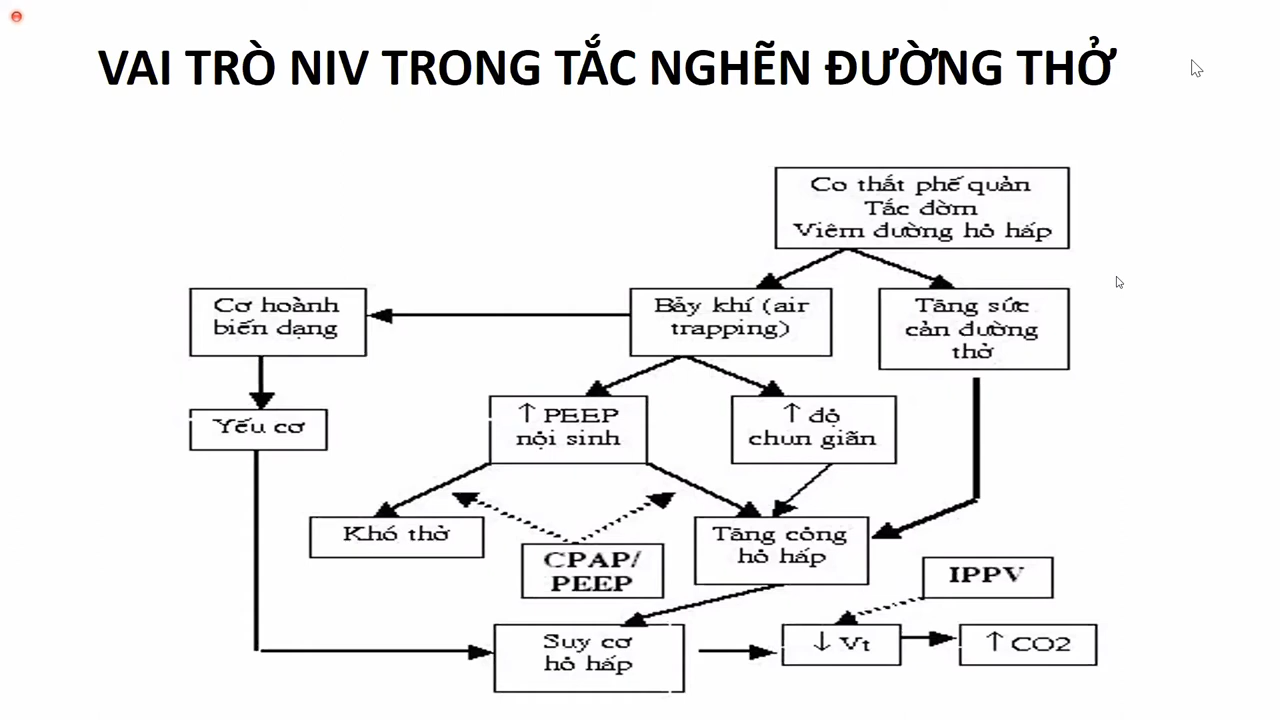 VAI TRÒ NIV TRONG TẮC NGHẼN ĐƯỜNG THỞ
Co thắt phế quản
Tắc đờm
Viêm đường hô hấp
Cơ hoành
biến dạng
Bẫy khí (air
trapping)
Tăng sức
cản đường
thở
Yếu cơ
↑ PEEP
nội sinh
↑ độ
chun giãn
Khó thở
CPAP/
PEEP
Tăng công
hô hấp
IPPV
Suy cơ
hô hấp
↓ Vt
↑ CO2